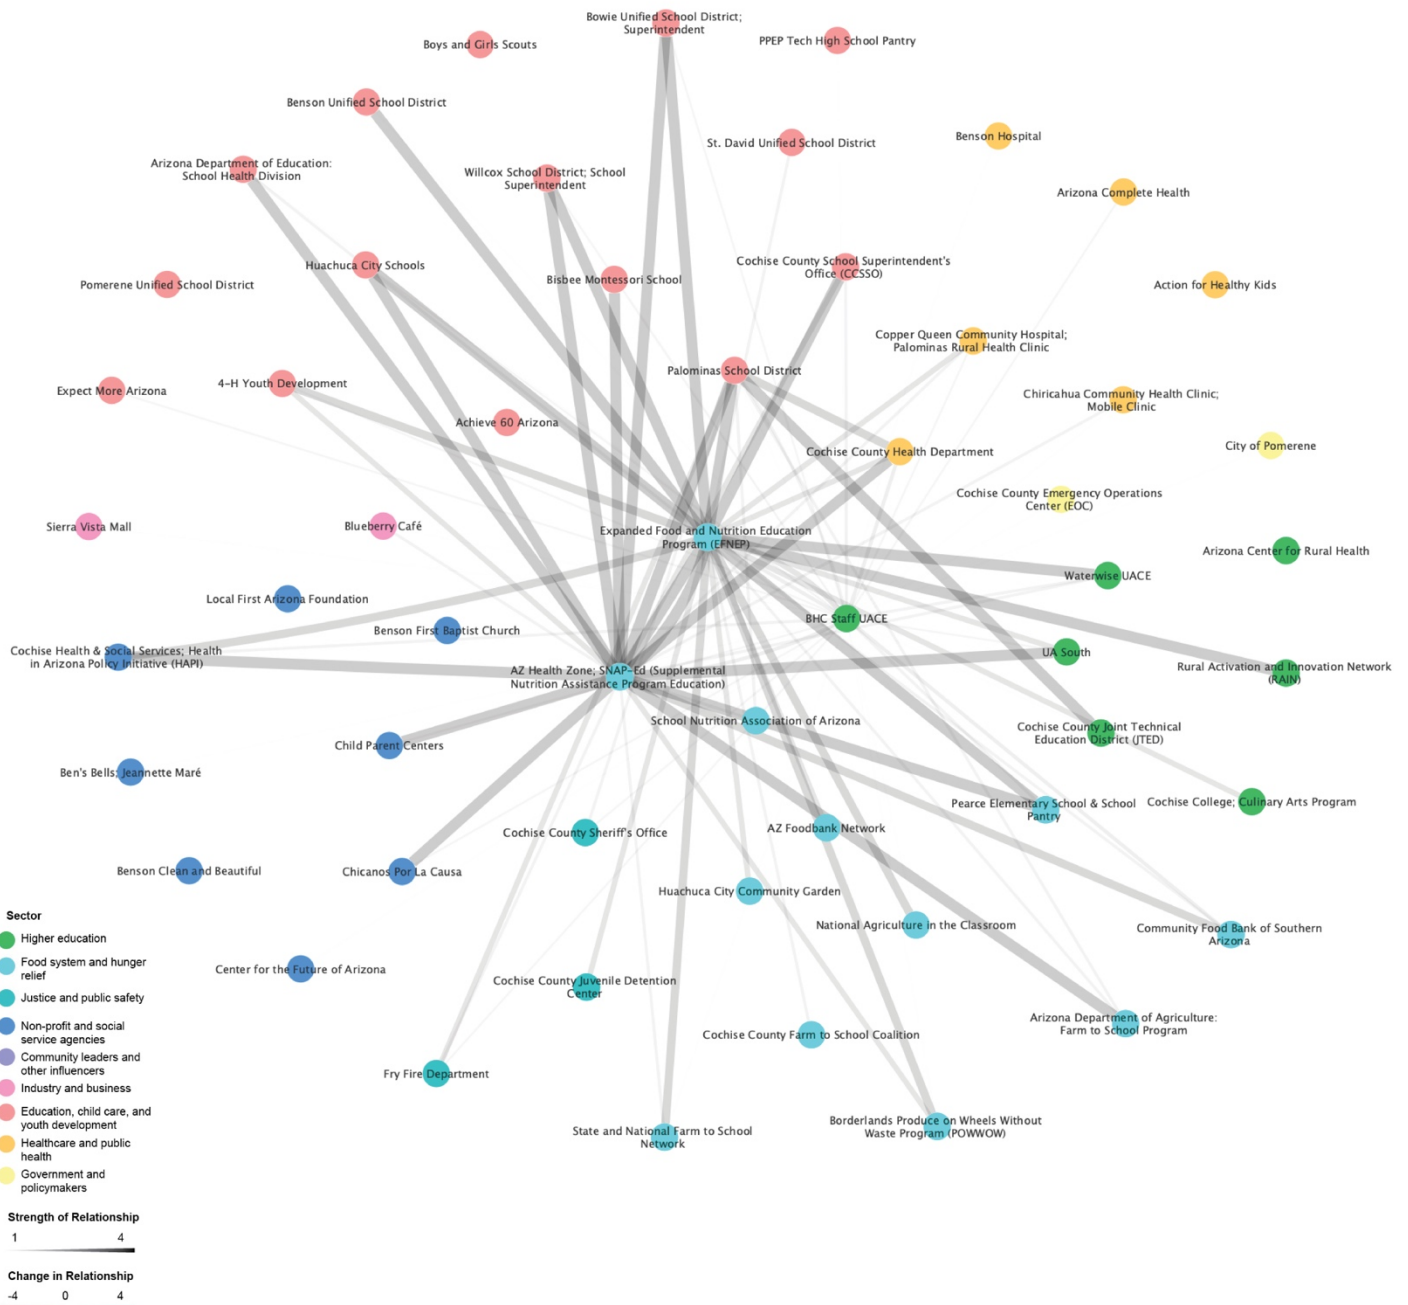 Bowie Unified School District;
Superintendent
Boys and Girls Scouts
PPEP Tech High School Pantry
Benson Unified School District
Benson Hospital
St. David Unified School District
Arizona Department of Education:
School Health Division
Willcox School District; School
Superintendent
Arizona Complete Health
Huachuca City Schools
Cochise County School Superintendent's
Office (CCSSO)
Pomerene Unified School District
Bisbee Montessori School
Action for Healthy Kids
Copper Queen Community Hospital;
Palominas Rural Health Clinic
Palominas School District
Expect More Arizona
4-H Youth Development
Chiricahua Community Health Clinic;
Mobile Clinic
Achieve 60 Arizona
City of Pomerene
Cochise County Health Department
Cochise County Emergency Operations
Center (EOC)
Sierra Vista Mall
Blueberry Café
Expanded Food and Nutrition Education
Program (EFNEP)
Arizona Center for Rural Health
Waterwise UACE
Local First Arizona Foundation
BHC Staff UACE
Benson First Baptist Church
Cochise Health & Social Services; Health
in Arizona Policy Initiative (HAPI)
UA South
AZ Health Zone; SNAP-Ed (Supplemental
Nutrition Assistance Program Education)
Rural Activation and Innovation Network
(RAIN)
School Nutrition Association of Arizona
Cochise County Joint Technical
Education District (JTED)
Child Parent Centers
Ben's Bells; Jeannette Maré
Pearce Elementary School & School
Pantry
Cochise College; Culinary Arts Program
Cochise County Sheriff's Office
AZ Foodbank Network
Benson Clean and Beautiful
Chicanos Por La Causa
Huachuca City Community Garden
National Agriculture in the Classroom
Community Food Bank of Southern
Arizona
Center for the Future of Arizona
Cochise County Juvenile Detention
Center
Arizona Department of Agriculture:
Farm to School Program
Cochise County Farm to School Coalition
Fry Fire Department
State and National Farm to School
Network
Borderlands Produce on Wheels Without
Waste Program (POWWOW)
Sector
Higher education
Food system and hunger
relief
Justice and public safety
Non-profit and social
service agencies
Community leaders and
other influencers
Industry and business
Education, child care, and
youth development
Healthcare and public
health
Government and
policymakers
Strength of Relationship
1 4
Change in Relationship
-4 0 4